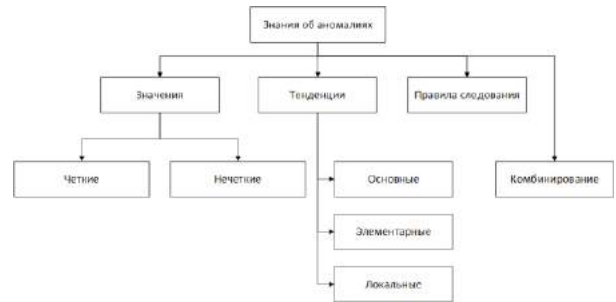 Знания об аномалиях
Значения
Тенденции
Правила следования
Четкие
Нечеткие
Основные
Комбинирование
Элементарные
Локальные